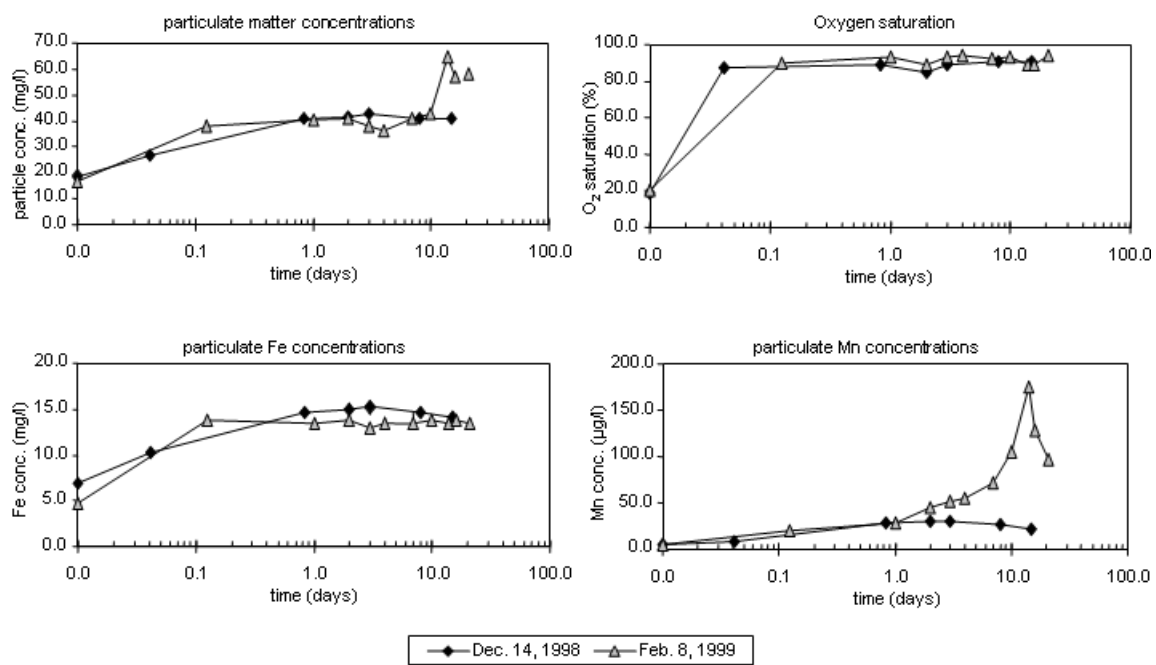 particulate matter concentrations
70.0
60.0
50.0
40.0
30.0
20.0
10.0
0.0
particle conc. (mg/l)
0.0 0.1 1.0 10.0 100.0
time (days)
Oxygen saturation
100.0
80.0
60.0
40.0
20.0
0.0
O₂ saturation (%)
0.0 0.1 1.0 10.0 100.0
time (days)
particulate Fe concentrations
20.0
15.0
10.0
5.0
0.0
Fe conc. (mg/l)
0.0 0.1 1.0 10.0 100.0
time (days)
particulate Mn concentrations
200.0
150.0
100.0
50.0
0.0
Mn conc. (µg/l)
0.0 0.1 1.0 10.0 100.0
time (days)
Dec. 14, 1998 Feb. 8, 1999